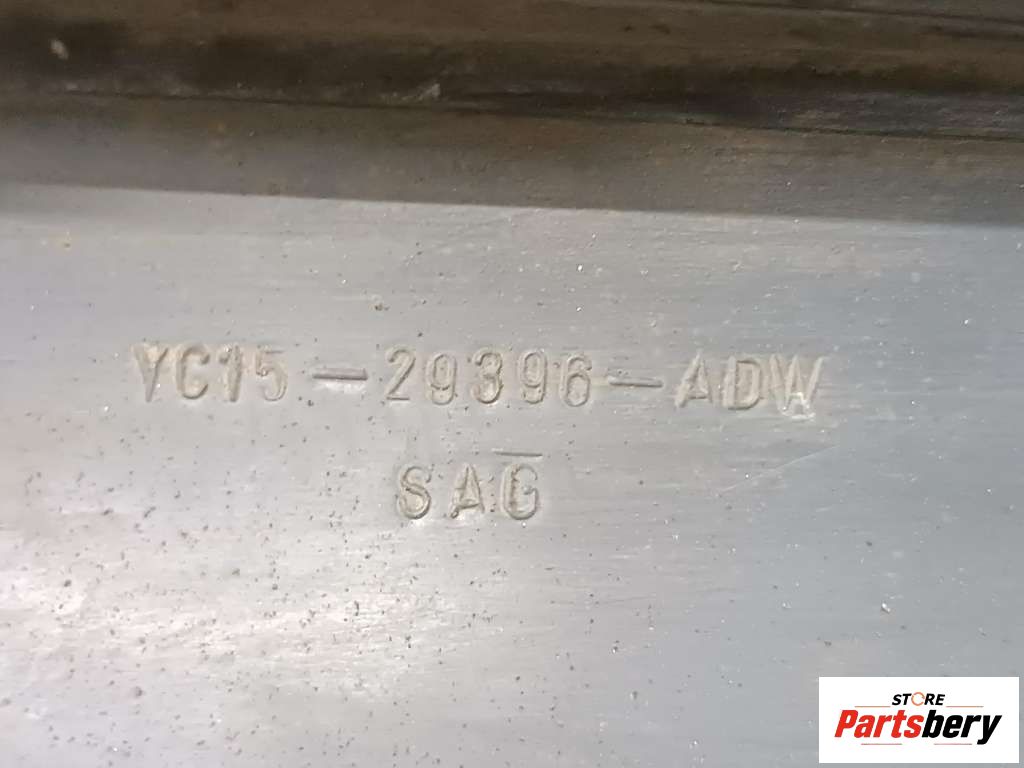 YC15-29396-ADW
SAG
STORE
Partsbery